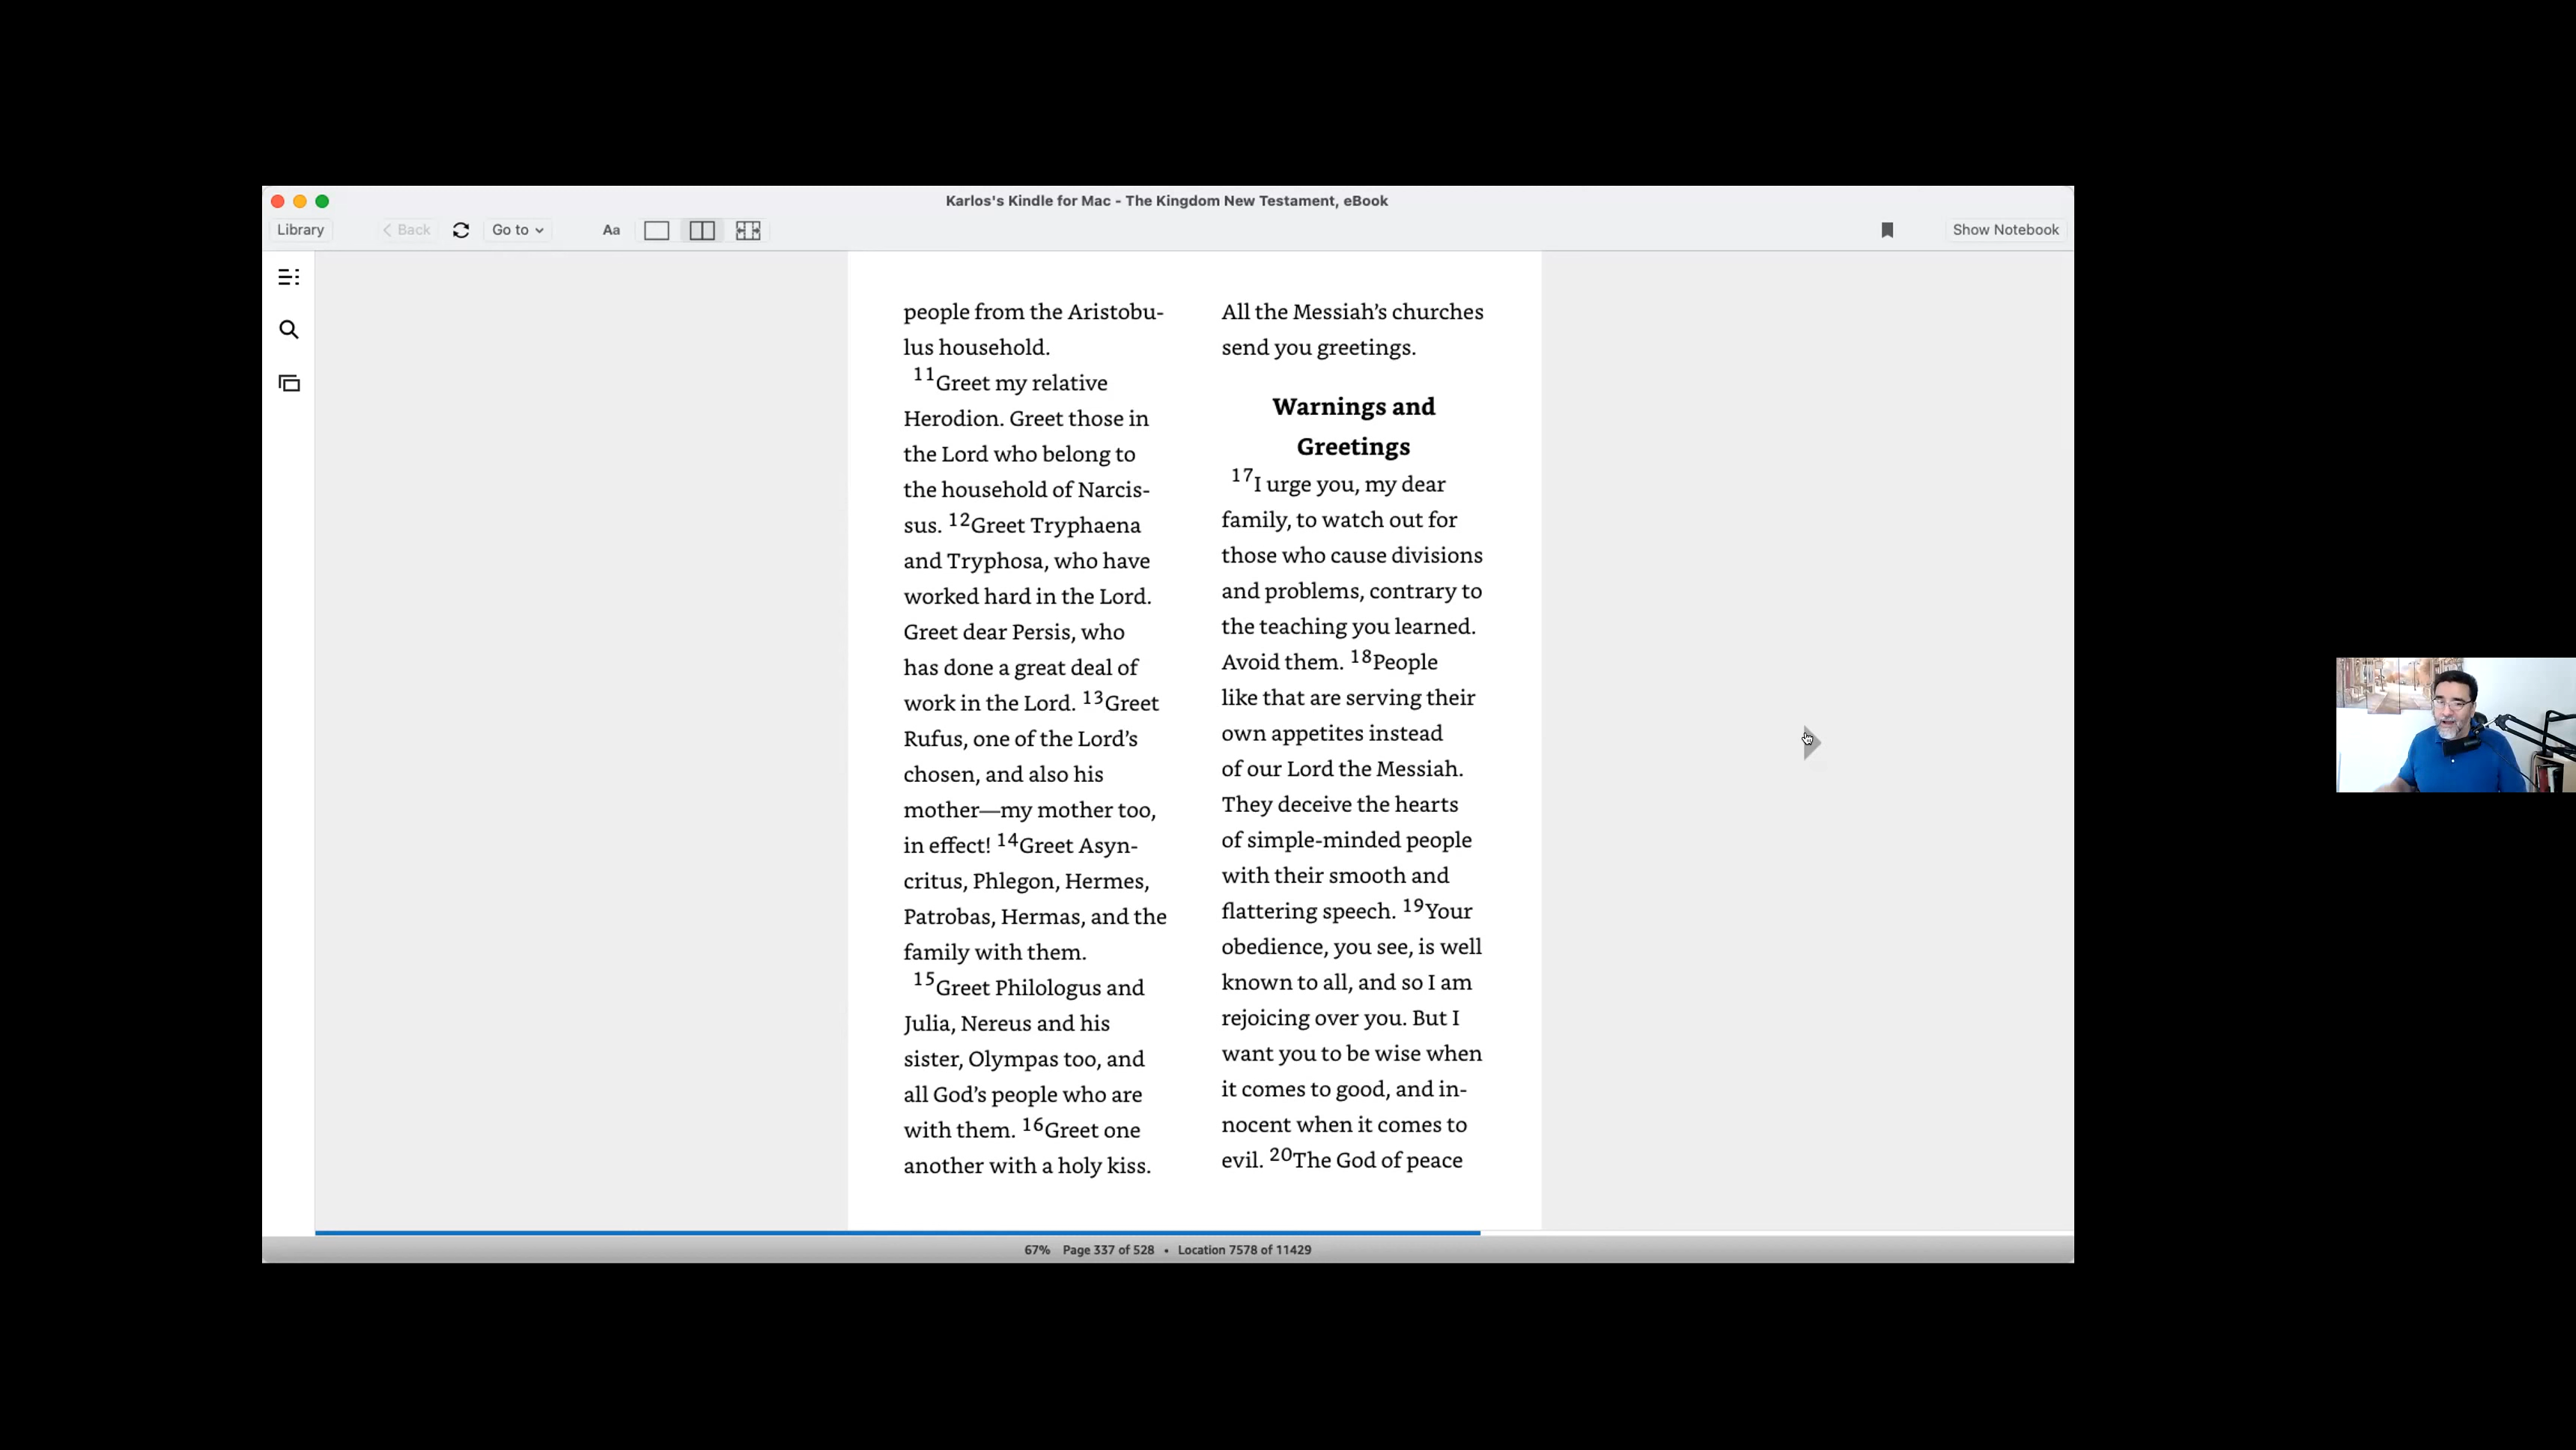 Karlos's Kindle for Mac - The Kingdom New Testament, eBook
Library
Back
Go to
Aa
Show Notebook
people from the Aristobu-
lus household.
11Greet my relative
Herodion. Greet those in
the Lord who belong to
the household of Narcis-
sus. 12Greet Tryphaena
and Tryphosa, who have
worked hard in the Lord.
Greet dear Persis, who
has done a great deal of
work in the Lord. 13Greet
Rufus, one of the Lord’s
chosen, and also his
mother—my mother too,
in effect! 14Greet Asyn-
critus, Phlegon, Hermes,
Patrobas, Hermas, and the
family with them.
15Greet Philologus and
Julia, Nereus and his
sister, Olympas too, and
all God’s people who are
with them. 16Greet one
another with a holy kiss.
All the Messiah’s churches
send you greetings.
Warnings and
Greetings
17I urge you, my dear
family, to watch out for
those who cause divisions
and problems, contrary to
the teaching you learned.
Avoid them. 18People
like that are serving their
own appetites instead
of our Lord the Messiah.
They deceive the hearts
of simple-minded people
with their smooth and
flattering speech. 19Your
obedience, you see, is well
known to all, and so I am
rejoicing over you. But I
want you to be wise when
it comes to good, and in-
nocent when it comes to
evil. 20The God of peace
67% Page 337 of 528 • Location 7578 of 11429